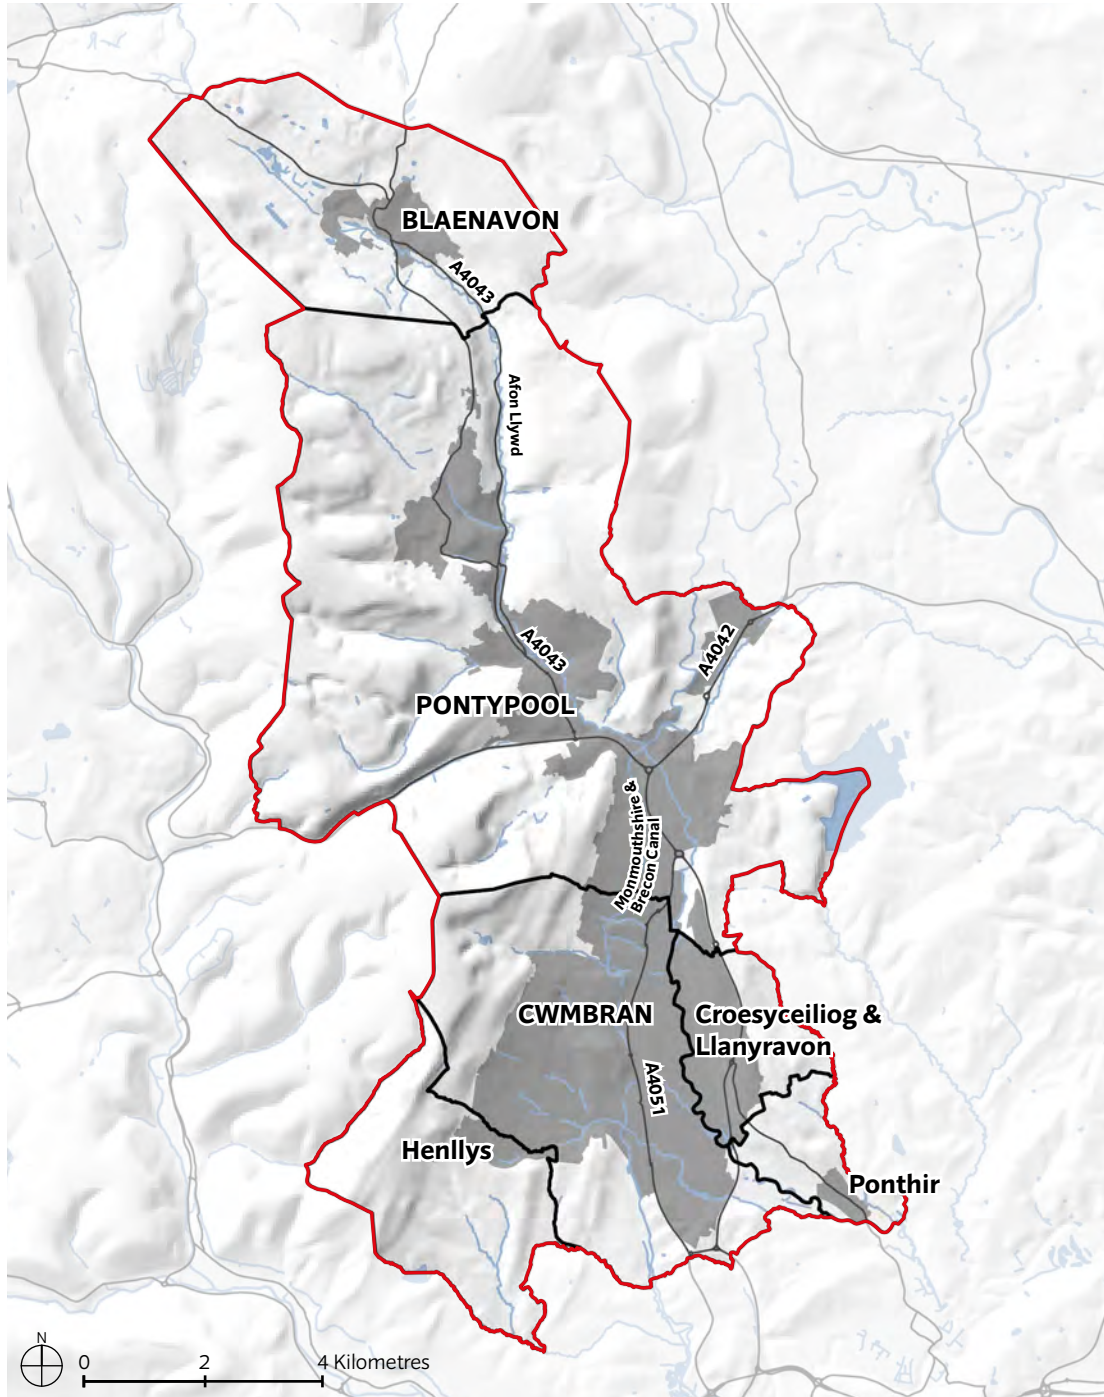 BLAENAVON
A4043
Afon Llywd
A4043
A4042
PONTYPOOL
Monmouthshire &
Brecon Canal
CWMBRAN
Croesyceiliog &
Llanyravon
A4051
Henllys
Ponthir
N
0 2 4 Kilometres